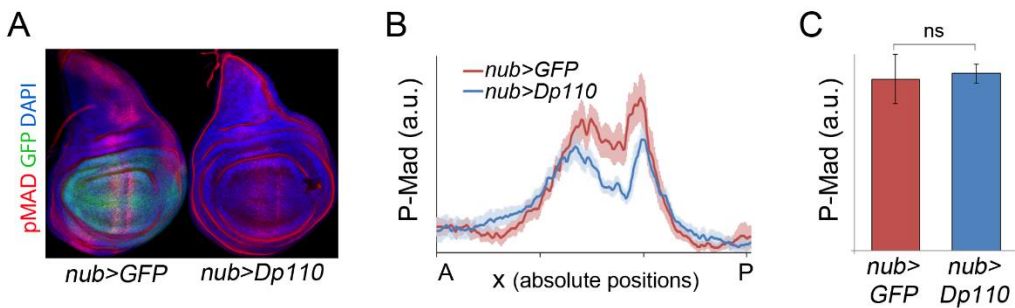 A
pMAD GFP DAPI
nub>GFP
nub>Dp110
B
P-Mad (a.u.)
nub>GFP
nub>Dp110
A
P
x (absolute positions)
C
P-Mad (a.u.)
ns
nub>
GFP
nub>
Dp110